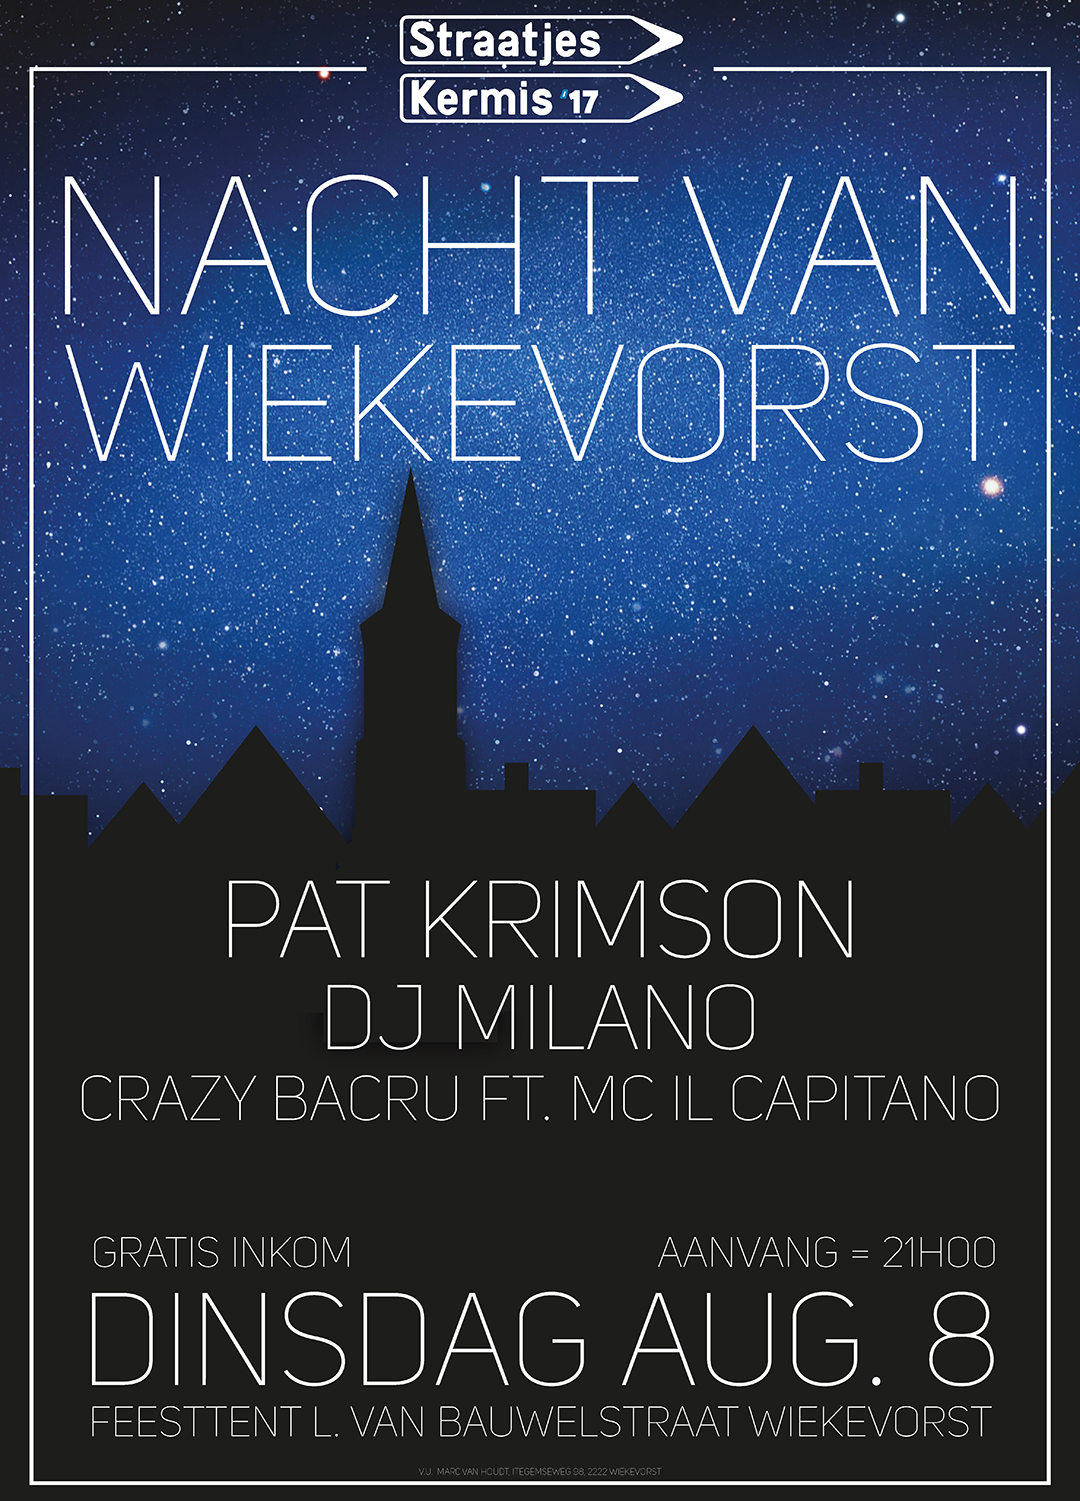 Straatjes
Kermis '17
NACHT VAN
WIEKEVORST
PAT KRIMSON
DJ MILANO
CRAZY BACRU FT. MC IL CAPITANO
GRATIS INKOM
AANVANG = 21H00
DINSDAG AUG. 8
FEESTTENT L. VAN BAUWELSTRAAT WIEKEVORST
V.U. MARC VAN HOUDT, ITEGEMSEWEG 98, 2222 WIEKEVORST